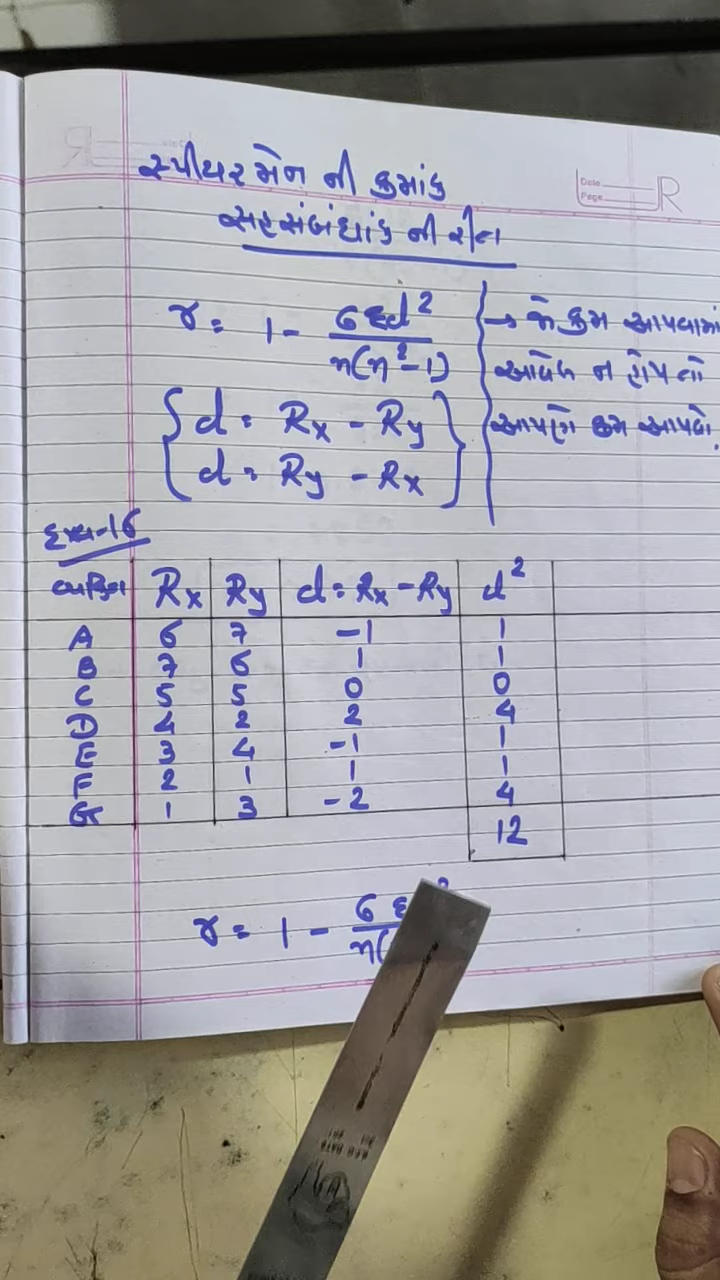 સ્પીયરમેન ની ક્રમાંક
સહસંબંધાંક ની રીત
Date
Page
R
r = 1 - 6Σd²/n(n²-1)
→ જો ક્રમ આપવામાં
આવેલ ન હોય તો
આપણે ક્રમ આપવો.
d = Rx - Ry
d = Ry - Rx
ઉદા-16
વ્યક્તિ Rx Ry d = Rx - Ry d²
A 6 7 -1 1
B 7 6 1 1
C 5 5 0 0
D 4 2 2 4
E 3 4 -1 1
F 2 1 1 1
G 1 3 -2 4
12
r = 1 - 6Σ/n(